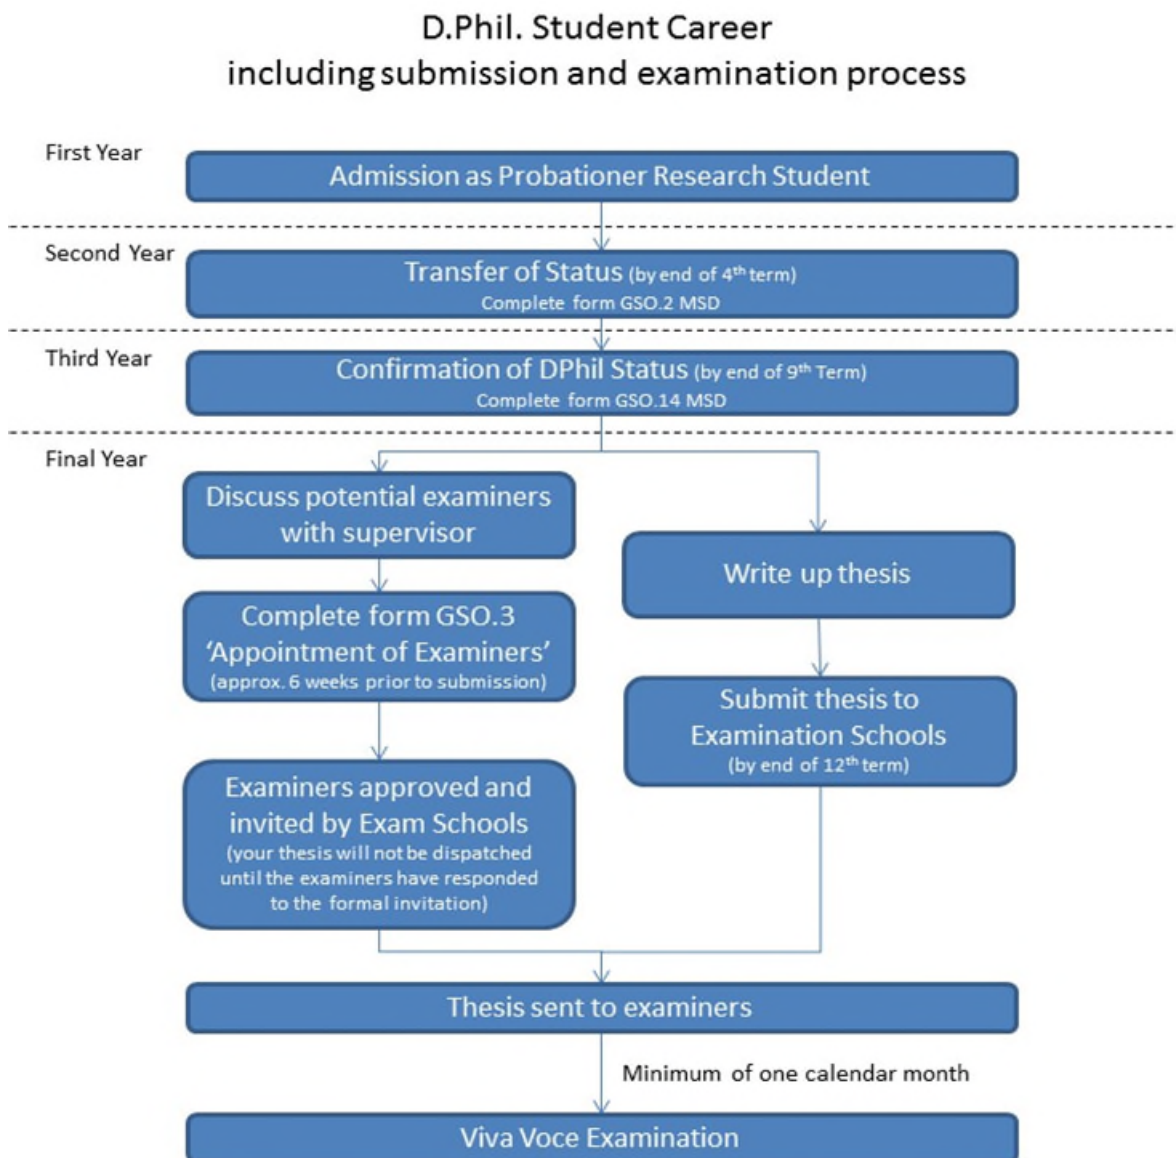 D.Phil. Student Career
including submission and examination process
First Year
Admission as Probationer Research Student
Second Year
Transfer of Status (by end of 4th term)
Complete form GSO.2 MSD
Third Year
Confirmation of DPhil Status (by end of 9th Term)
Complete form GSO.14 MSD
Final Year
Discuss potential examiners
with supervisor
Complete form GSO.3
‘Appointment of Examiners’
(approx. 6 weeks prior to submission)
Examiners approved and
invited by Exam Schools
(your thesis will not be dispatched
until the examiners have responded
to the formal invitation)
Write up thesis
Submit thesis to
Examination Schools
(by end of 12th term)
Thesis sent to examiners
Minimum of one calendar month
Viva Voce Examination